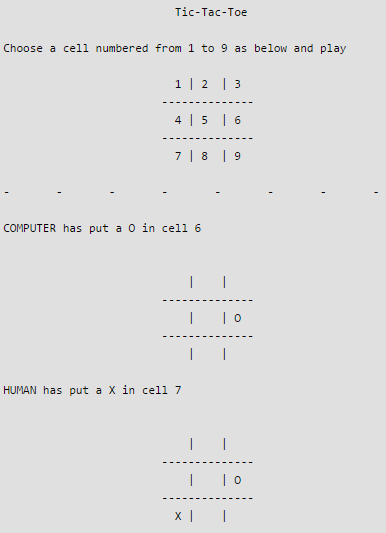 Tic-Tac-Toe
Choose a cell numbered from 1 to 9 as below and play
1 | 2 | 3
--------------
4 | 5 | 6
--------------
7 | 8 | 9
- - - - - - - -
COMPUTER has put a O in cell 6
| |
--------------
| | O
--------------
| |
HUMAN has put a X in cell 7
| |
--------------
| | O
--------------
X | |